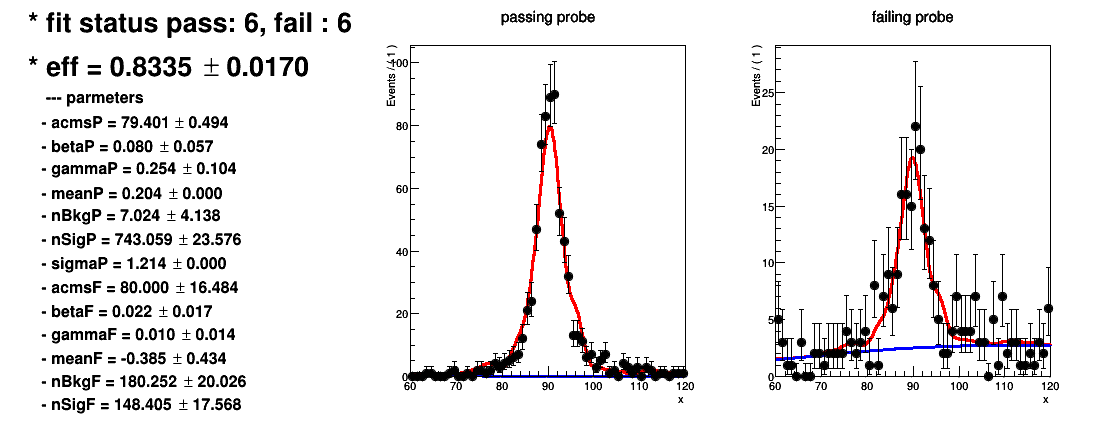 * fit status pass: 6, fail : 6
* eff = 0.8335 ± 0.0170
--- parmeters
- acmsP = 79.401 ± 0.494
- betaP = 0.080 ± 0.057
- gammaP = 0.254 ± 0.104
- meanP = 0.204 ± 0.000
- nBkgP = 7.024 ± 4.138
- nSigP = 743.059 ± 23.576
- sigmaP = 1.214 ± 0.000
- acmsF = 80.000 ± 16.484
- betaF = 0.022 ± 0.017
- gammaF = 0.010 ± 0.014
- meanF = -0.385 ± 0.434
- nBkgF = 180.252 ± 20.026
- nSigF = 148.405 ± 17.568
passing probe
Events / ( 1 )
100
80
60
40
20
0
60 70 80 90 100 110 120
x
failing probe
Events / ( 1 )
25
20
15
10
5
0
60 70 80 90 100 110 120
x